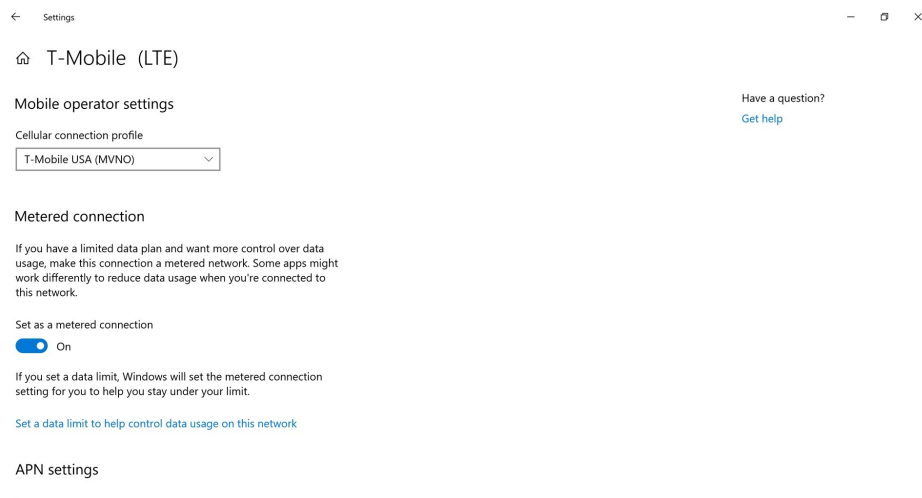 Settings
T-Mobile (LTE)
Mobile operator settings
Have a question?
Get help
Cellular connection profile
T-Mobile USA (MVNO)
Metered connection
If you have a limited data plan and want more control over data
usage, make this connection a metered network. Some apps might
work differently to reduce data usage when you're connected to
this network.
Set as a metered connection
On
If you set a data limit, Windows will set the metered connection
setting for you to help you stay under your limit.
Set a data limit to help control data usage on this network
APN settings